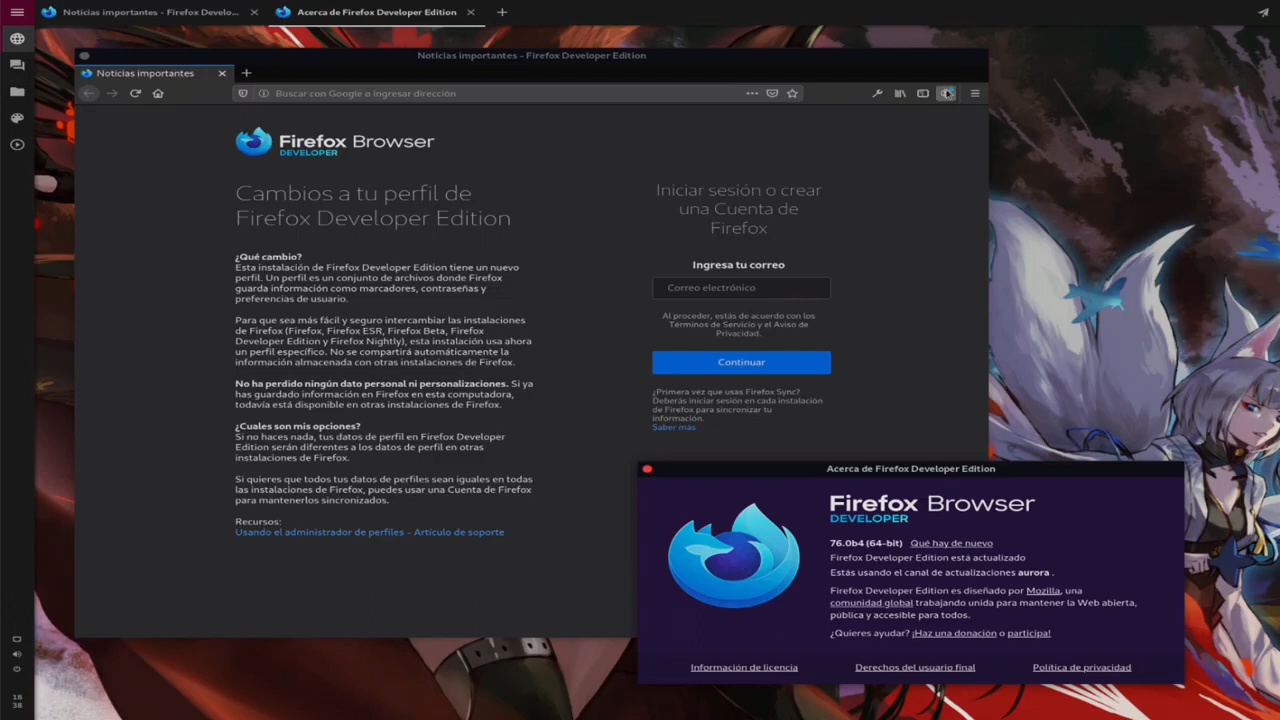 Noticias importantes - Firefox Develo...
Acerca de Firefox Developer Edition
Noticias importantes - Firefox Developer Edition
Noticias importantes
Buscar con Google o ingresar dirección
Firefox Browser
DEVELOPER
Cambios a tu perfil de
Firefox Developer Edition
¿Qué cambio?
Esta instalación de Firefox Developer Edition tiene un nuevo
perfil. Un perfil es un conjunto de archivos donde Firefox
guarda información como marcadores, contraseñas y
preferencias de usuario.
Para que sea más fácil y seguro intercambiar las instalaciones
de Firefox (Firefox, Firefox ESR, Firefox Beta, Firefox
Developer Edition y Firefox Nightly), esta instalación usa ahora
un perfil específico. No se compartirá automáticamente la
información almacenada con otras instalaciones de Firefox.
No ha perdido ningún dato personal ni personalizaciones. Si ya
has guardado información en Firefox en esta computadora,
todavía está disponible en otras instalaciones de Firefox.
¿Cuales son mis opciones?
Si no haces nada, tus datos de perfil en Firefox Developer
Edition serán diferentes a los datos de perfil en otras
instalaciones de Firefox.
Si quieres que todos tus datos de perfiles sean iguales en todas
las instalaciones de Firefox, puedes usar una Cuenta de Firefox
para mantenerlos sincronizados.
Recursos:
Usando el administrador de perfiles - Artículo de soporte
Iniciar sesión o crear
una Cuenta de
Firefox
Ingresa tu correo
Correo electrónico
Al proceder, estás de acuerdo con los
Términos de Servicio y el Aviso de
Privacidad.
Continuar
¿Primera vez que usas Firefox Sync?
Deberás iniciar sesión en cada instalación
de Firefox para sincronizar tu
información.
Saber más
Acerca de Firefox Developer Edition
Firefox Browser
DEVELOPER
76.0b4 (64-bit) Qué hay de nuevo
Firefox Developer Edition está actualizado
Estás usando el canal de actualizaciones aurora .
Firefox Developer Edition es diseñado por Mozilla, una
comunidad global trabajando unida para mantener la Web abierta,
pública y accesible para todos.
¿Quieres ayudar? ¡Haz una donación o participa!
Información de licencia
Derechos del usuario final
Política de privacidad
18
38